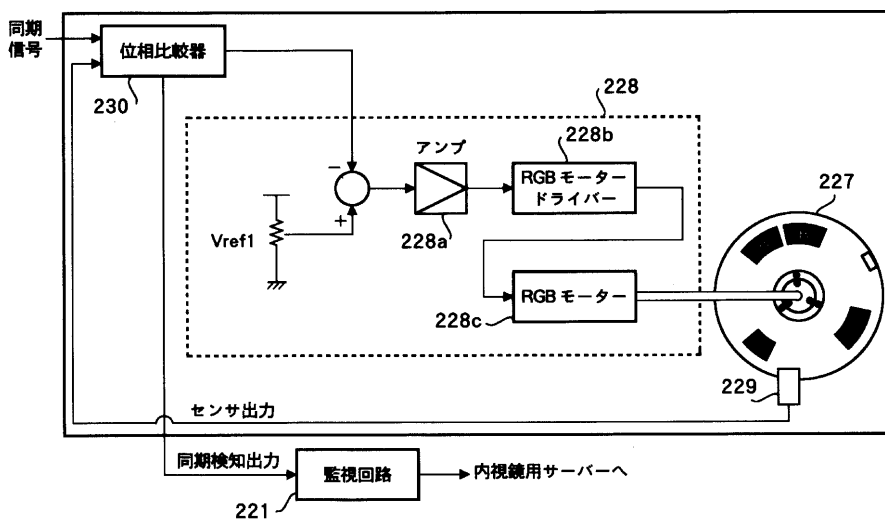 同期
信号
位相比較器
230
228
アンプ
228b
RGB モーター
ドライバー
227
−
+
Vref1
228a
RGB モーター
228c
229
センサ出力
同期検知出力
監視回路
内視鏡用サーバーへ
221